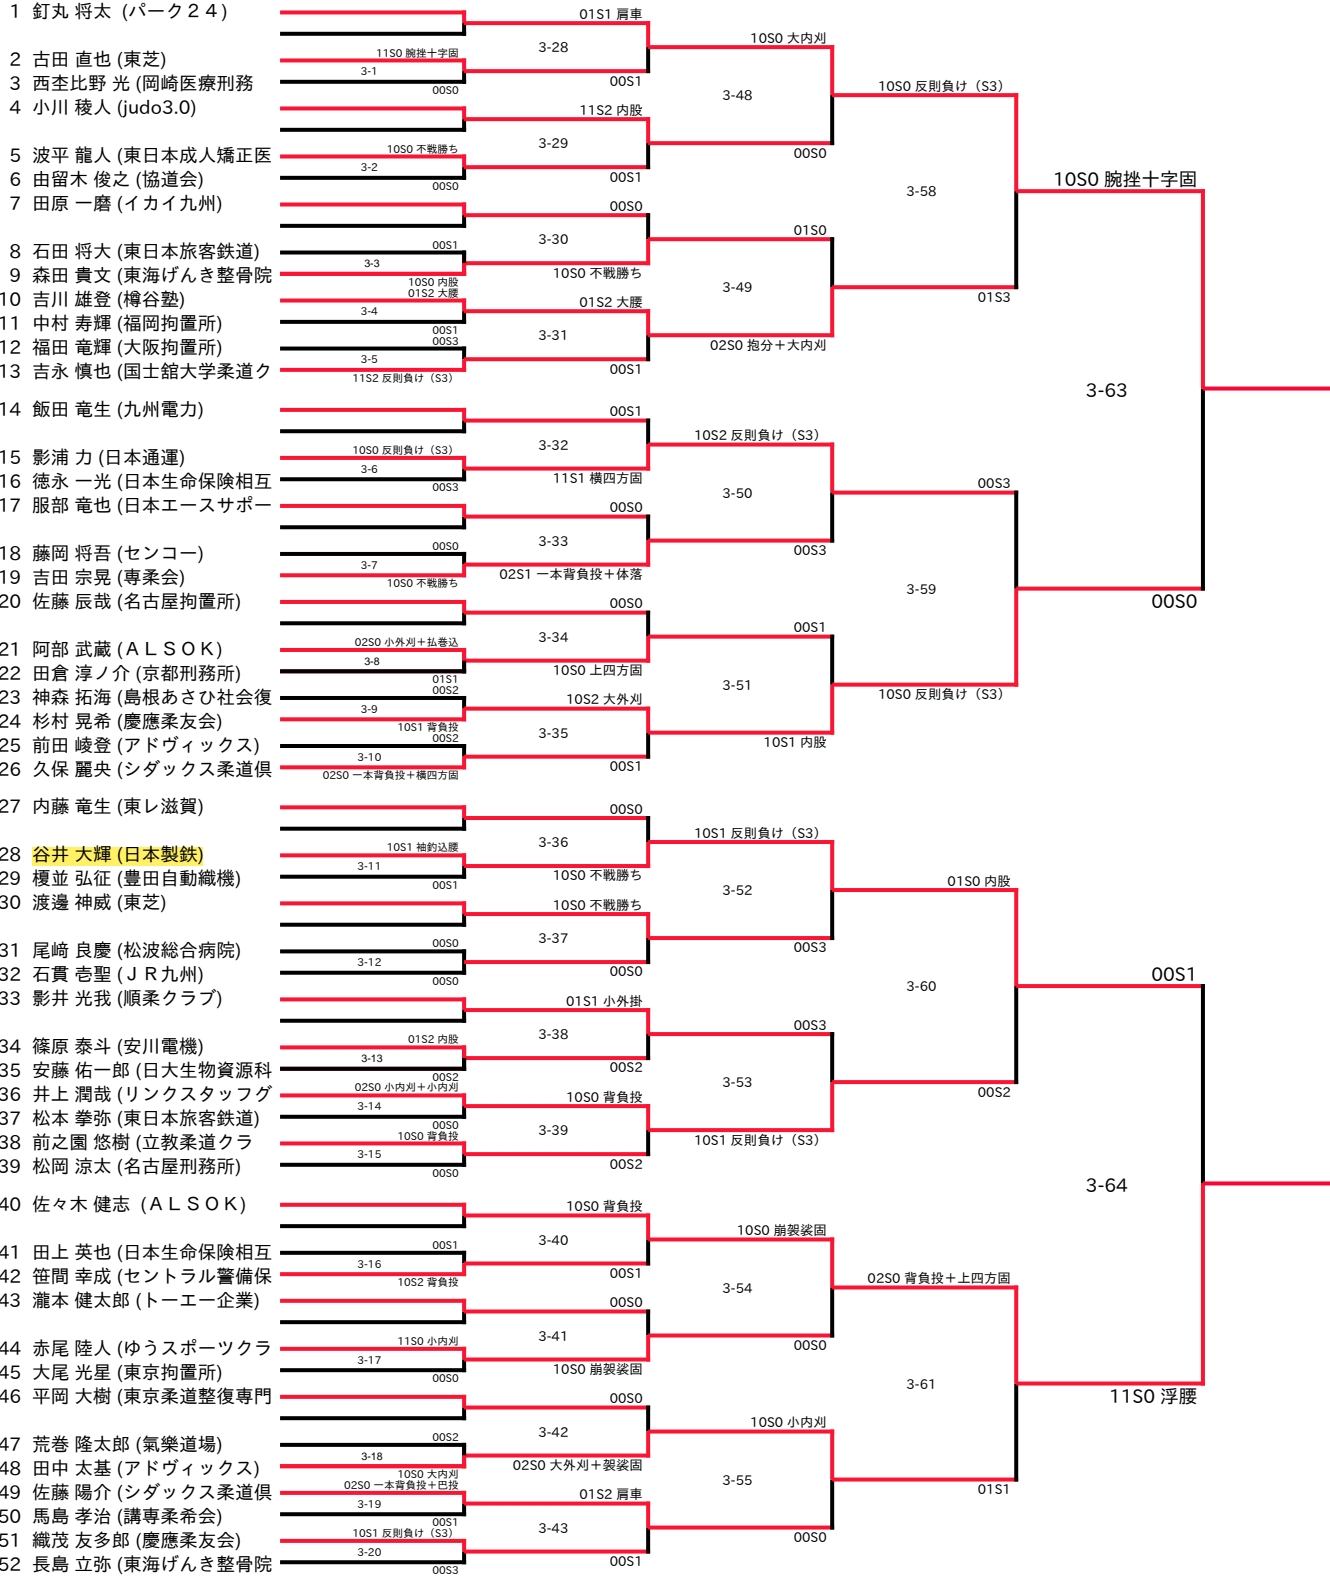 1 釘丸 将太 (パーク２４)
01S1 肩車
10S0 大内刈
3-28
2 古田 直也 (東芝)
11S0 腕挫十字固
3-1
3 西杢比野 光 (岡崎医療刑務
00S0
00S1
3-48
10S0 反則負け（S3）
4 小川 稜人 (judo3.0)
11S2 内股
3-29
00S0
5 波平 龍人 (東日本成人矯正医
10S0 不戦勝ち
3-2
6 由留木 俊之 (協道会)
00S0
00S1
3-58
10S0 腕挫十字固
7 田原 一磨 (イカイ九州)
00S0
3-30
01S0
8 石田 将大 (東日本旅客鉄道)
00S1
3-3
9 森田 貴文 (東海げんき整骨院
10S0 内股
10S0 不戦勝ち
3-49
01S3
10 吉川 雄登 (樽谷塾)
01S2 大腰
3-4
01S2 大腰
11 中村 寿輝 (福岡拘置所)
00S1
3-31
02S0 抱分＋大内刈
12 福田 竜輝 (大阪拘置所)
00S3
3-5
13 吉永 慎也 (国士舘大学柔道ク
11S2 反則負け（S3）
00S1
3-63
14 飯田 竜生 (九州電力)
00S1
3-32
10S2 反則負け（S3）
15 影浦 力 (日本通運)
10S0 反則負け（S3）
3-6
16 徳永 一光 (日本生命保険相互
00S3
11S1 横四方固
3-50
00S3
17 服部 竜也 (日本エースサポー
00S0
3-33
00S3
18 藤岡 将吾 (センコー)
00S0
3-7
19 吉田 宗晃 (専柔会)
10S0 不戦勝ち
02S1 一本背負投＋体落
3-59
00S0
20 佐藤 辰哉 (名古屋拘置所)
00S0
3-34
00S1
21 阿部 武蔵 (ＡＬＳＯＫ)
02S0 小外刈＋払巻込
3-8
22 田倉 淳ノ介 (京都刑務所)
01S1
10S0 上四方固
3-51
10S0 反則負け（S3）
23 神森 拓海 (島根あさひ社会復
00S2
3-9
10S2 大外刈
24 杉村 晃希 (慶應柔友会)
10S1 背負投
3-35
10S1 内股
25 前田 崚登 (アドヴィックス)
00S2
3-10
26 久保 麗央 (シダックス柔道倶
02S0 一本背負投＋横四方固
00S1
27 内藤 竜生 (東レ滋賀)
00S0
3-36
10S1 反則負け（S3）
28 谷井 大輝 (日本製鉄)
10S1 袖釣込腰
3-11
29 榎並 弘征 (豊田自動織機)
00S1
10S0 不戦勝ち
3-52
01S0 内股
30 渡邊 神威 (東芝)
10S0 不戦勝ち
3-37
00S3
31 尾﨑 良慶 (松波総合病院)
00S0
3-12
32 石貫 壱聖 (ＪＲ九州)
00S0
00S0
3-60
00S1
33 影井 光我 (順柔クラブ)
01S1 小外掛
3-38
00S3
34 篠原 泰斗 (安川電機)
01S2 内股
3-13
35 安藤 佑一郎 (日大生物資源科
00S2
00S2
3-53
00S2
36 井上 潤哉 (リンクスタッフグ
02S0 小内刈＋小内刈
3-14
10S0 背負投
37 松本 拳弥 (東日本旅客鉄道)
00S0
3-39
10S1 反則負け（S3）
38 前之園 悠樹 (立教柔道クラ
10S0 背負投
3-15
39 松岡 涼太 (名古屋刑務所)
00S0
00S2
3-64
40 佐々木 健志 (ＡＬＳＯＫ)
10S0 背負投
3-40
10S0 崩袈裟固
41 田上 英也 (日本生命保険相互
00S1
3-16
42 笹間 幸成 (セントラル警備保
10S2 背負投
00S1
3-54
02S0 背負投＋上四方固
43 瀧本 健太郎 (トーエー企業)
00S0
3-41
00S0
44 赤尾 陸人 (ゆうスポーツクラ
11S0 小内刈
3-17
45 大尾 光星 (東京拘置所)
00S0
10S0 崩袈裟固
3-61
11S0 浮腰
46 平岡 大樹 (東京柔道整復専門
00S0
3-42
10S0 小内刈
47 荒巻 隆太郎 (氣樂道場)
00S2
3-18
48 田中 太基 (アドヴィックス)
10S0 大内刈
02S0 大外刈＋袈裟固
3-55
01S1
49 佐藤 陽介 (シダックス柔道倶
02S0 一本背負投＋巴投
3-19
01S2 肩車
50 馬島 孝治 (講専柔希会)
00S1
3-43
00S0
51 織茂 友多郎 (慶應柔友会)
10S1 反則負け（S3）
3-20
52 長島 立弥 (東海げんき整骨院
00S3
00S1